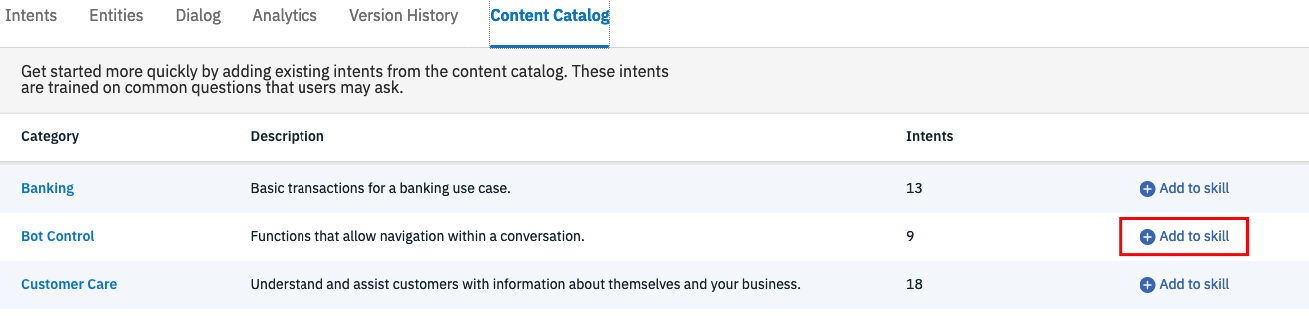 Intents Entities Dialog Analytics Version History Content Catalog
Get started more quickly by adding existing intents from the content catalog. These intents
are trained on common questions that users may ask.
Category Description Intents
Banking Basic transactions for a banking use case. 13 Add to skill
Bot Control Functions that allow navigation within a conversation. 9 Add to skill
Customer Care Understand and assist customers with information about themselves and your business. 18 Add to skill